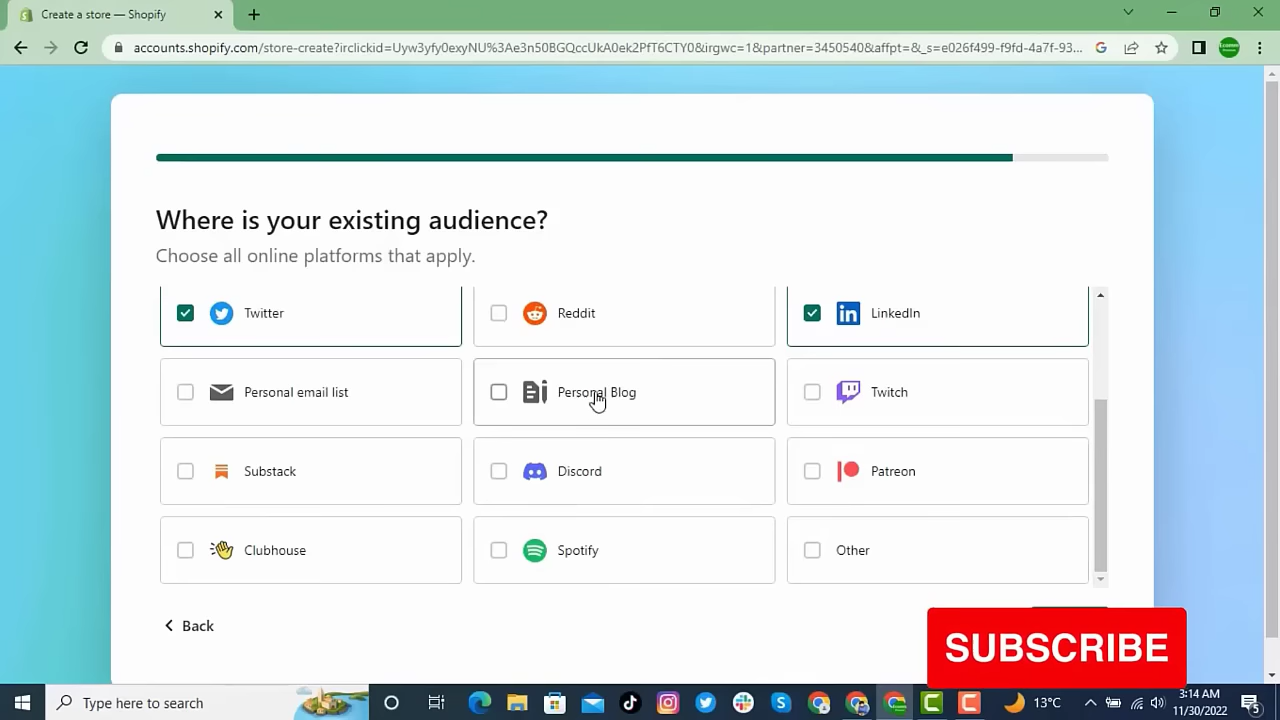 Create a store — Shopify
accounts.shopify.com/store-create?irclickid=Uyw3yfy0exyNU%3Ae3n50BGQccUkA0ek2PfT6CTY0&irgwc=1&partner=3450540&affpt=&_s=e026f499-f9fd-4a7f-93...
Where is your existing audience?
Choose all online platforms that apply.
Twitter
Reddit
LinkedIn
Personal email list
Personal Blog
Twitch
Substack
Discord
Patreon
Clubhouse
Spotify
Other
Back
SUBSCRIBE
Type here to search
13°C
3:14 AM
11/30/2022
5